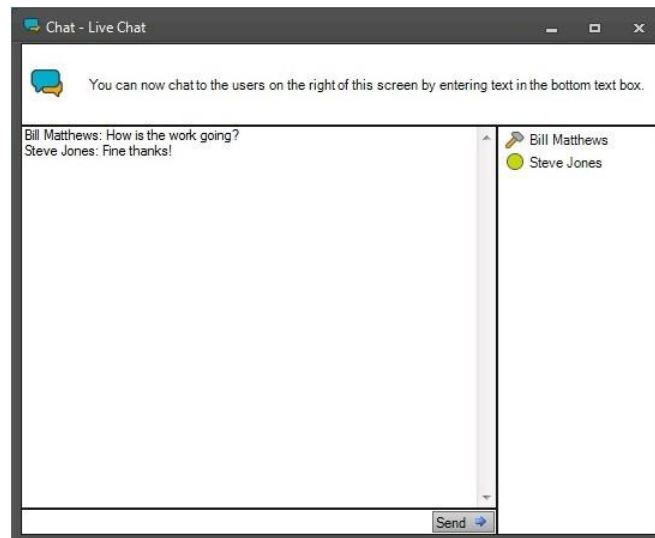 Chat - Live Chat
You can now chat to the users on the right of this screen by entering text in the bottom text box.
Bill Matthews: How is the work going?
Steve Jones: Fine thanks!
Bill Matthews
Steve Jones
Send